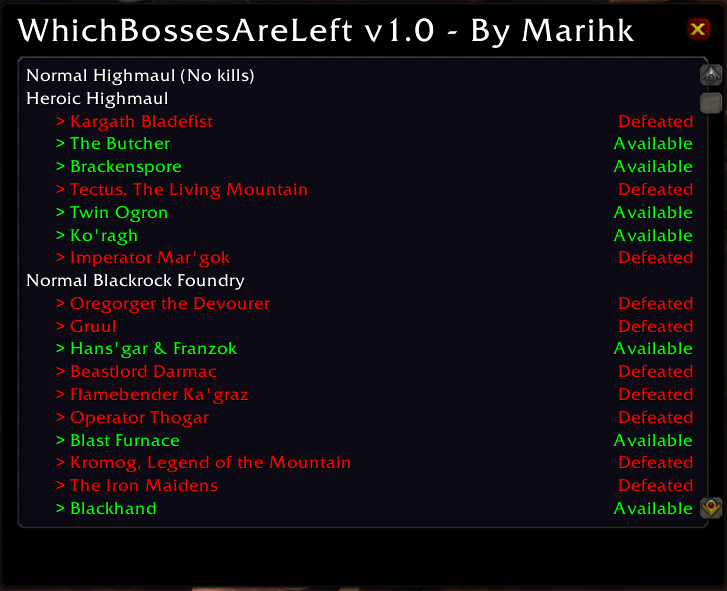 WhichBossesAreLeft v1.0 - By Marihk
Normal Highmaul (No kills)
Heroic Highmaul
> Kargath Bladefist Defeated
> The Butcher Available
> Brackenspore Available
> Tectus, The Living Mountain Defeated
> Twin Ogron Available
> Ko'ragh Available
> Imperator Mar'gok Defeated
Normal Blackrock Foundry
> Oregorger the Devourer Defeated
> Gruul Defeated
> Hans'gar & Franzok Available
> Beastlord Darmac Defeated
> Flamebender Ka'graz Defeated
> Operator Thogar Defeated
> Blast Furnace Available
> Kromog, Legend of the Mountain Defeated
> The Iron Maidens Defeated
> Blackhand Available